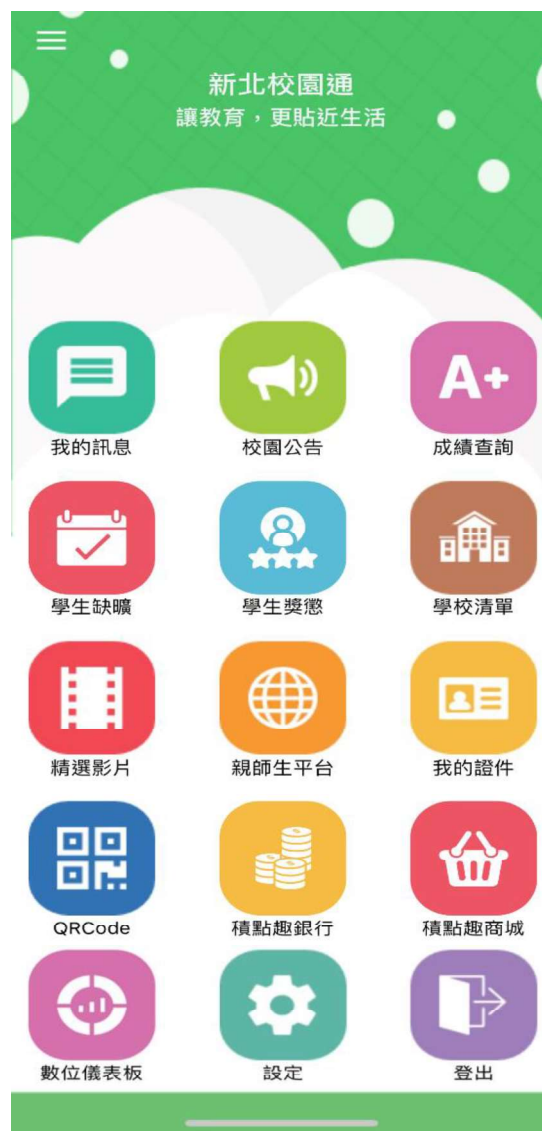 新北校園通
讓教育，更貼近生活
A+
我的訊息
校園公告
成績查詢
學生缺曠
學生獎懲
學校清單
精選影片
親師生平台
我的證件
QRCode
積點趣銀行
積點趣商城
數位儀表板
設定
登出